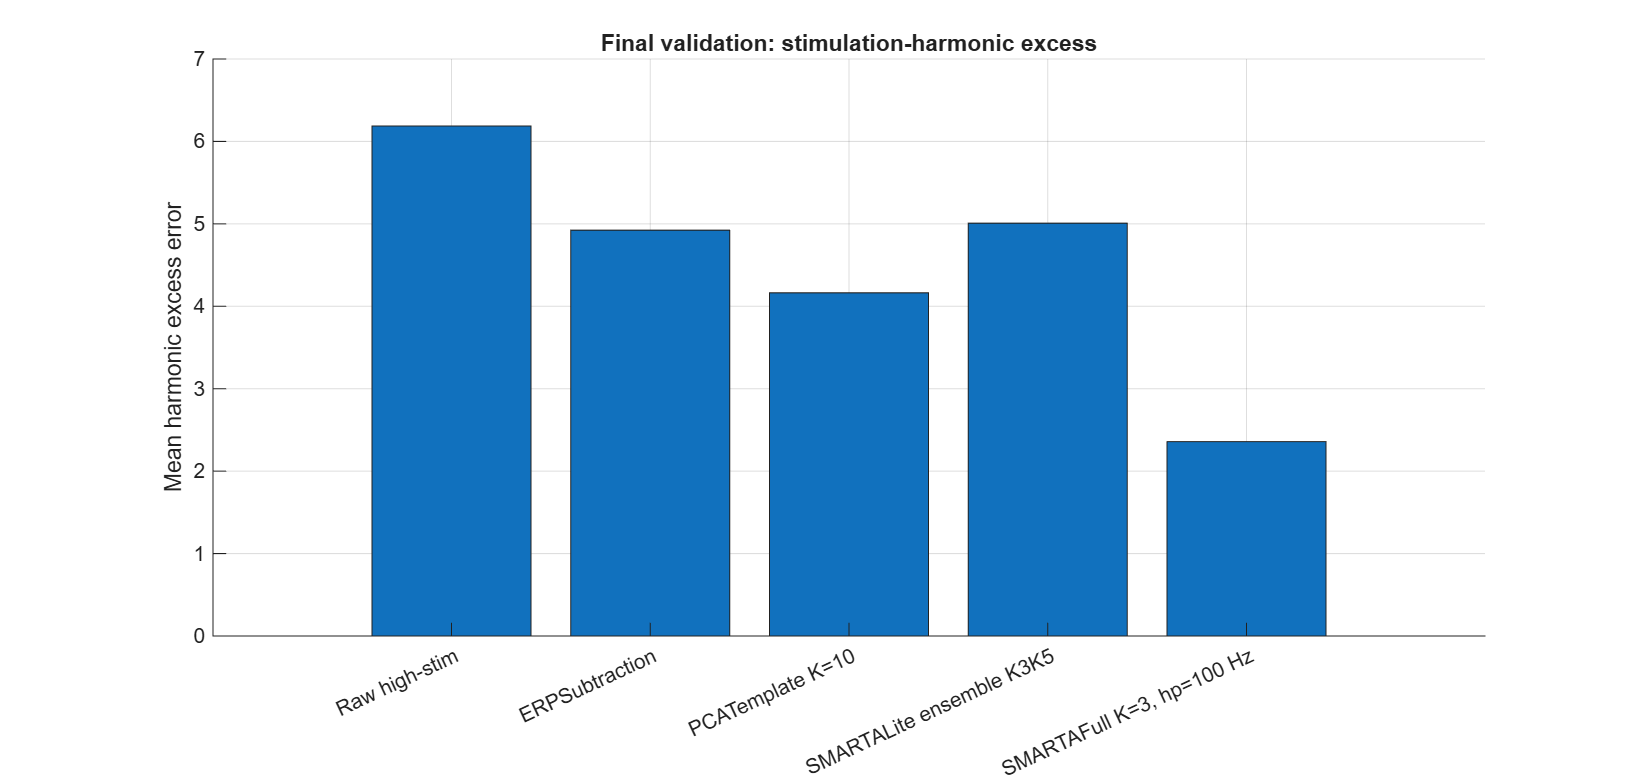 Final validation: stimulation-harmonic excess
Mean harmonic excess error
7
6
5
4
3
2
1
0
Raw high-stim
ERPSubtraction
PCATemplate K=10
SMARTALite ensemble K3K5
SMARTAFull K=3, hp=100 Hz